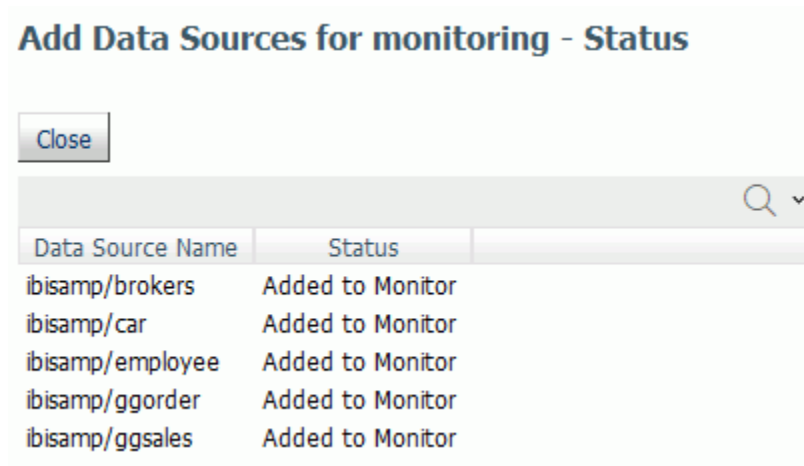 Add Data Sources for monitoring - Status
Close
Data Source Name Status
ibisamp/brokers Added to Monitor
ibisamp/car Added to Monitor
ibisamp/employee Added to Monitor
ibisamp/ggorder Added to Monitor
ibisamp/ggsales Added to Monitor